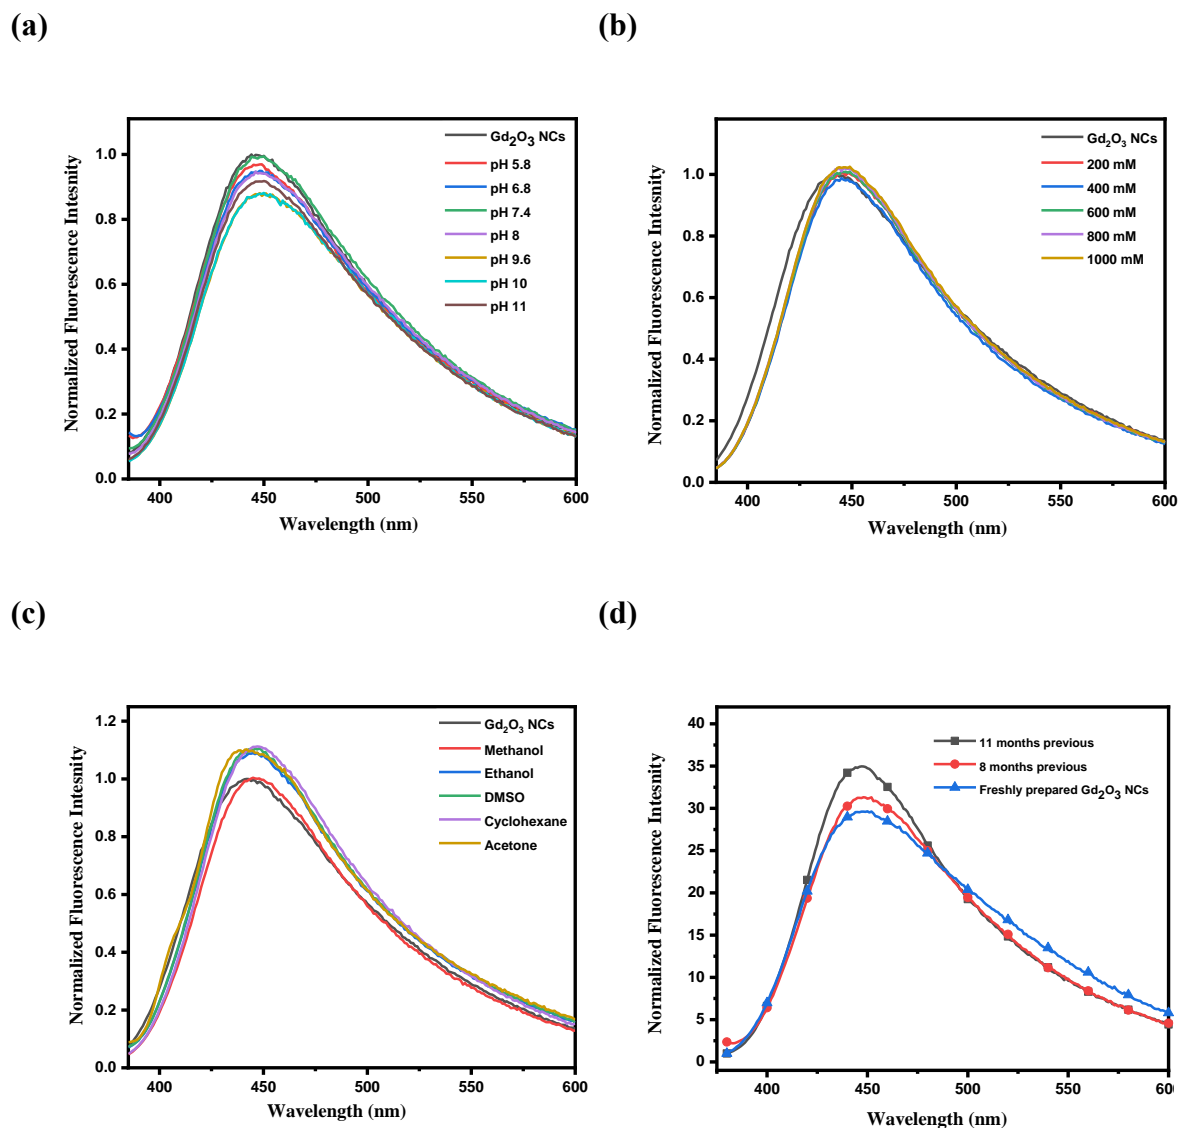 (a)
(b)
Gd₂O₃ NCs
pH 5.8
pH 6.8
pH 7.4
pH 8
pH 9.6
pH 10
pH 11
1.0
0.8
0.6
0.4
0.2
0.0
400
450
500
550
600
Normalized Fluorescence Intesnity
Wavelength (nm)
Gd₂O₃ NCs
200 mM
400 mM
600 mM
800 mM
1000 mM
1.0
0.8
0.6
0.4
0.2
0.0
400
450
500
550
600
Normalized Fluorescence Intesnity
Wavelength (nm)
(c)
(d)
Gd₂O₃ NCs
Methanol
Ethanol
DMSO
Cyclohexane
Acetone
1.2
1.0
0.8
0.6
0.4
0.2
0.0
400
450
500
550
600
Normalized Fluorescence Intesnity
Wavelength (nm)
11 months previous
8 months previous
Freshly prepared Gd₂O₃ NCs
40
35
30
25
20
15
10
5
0
400
450
500
550
Normalized Fluorescence Intesnity
Wavelength (nm)